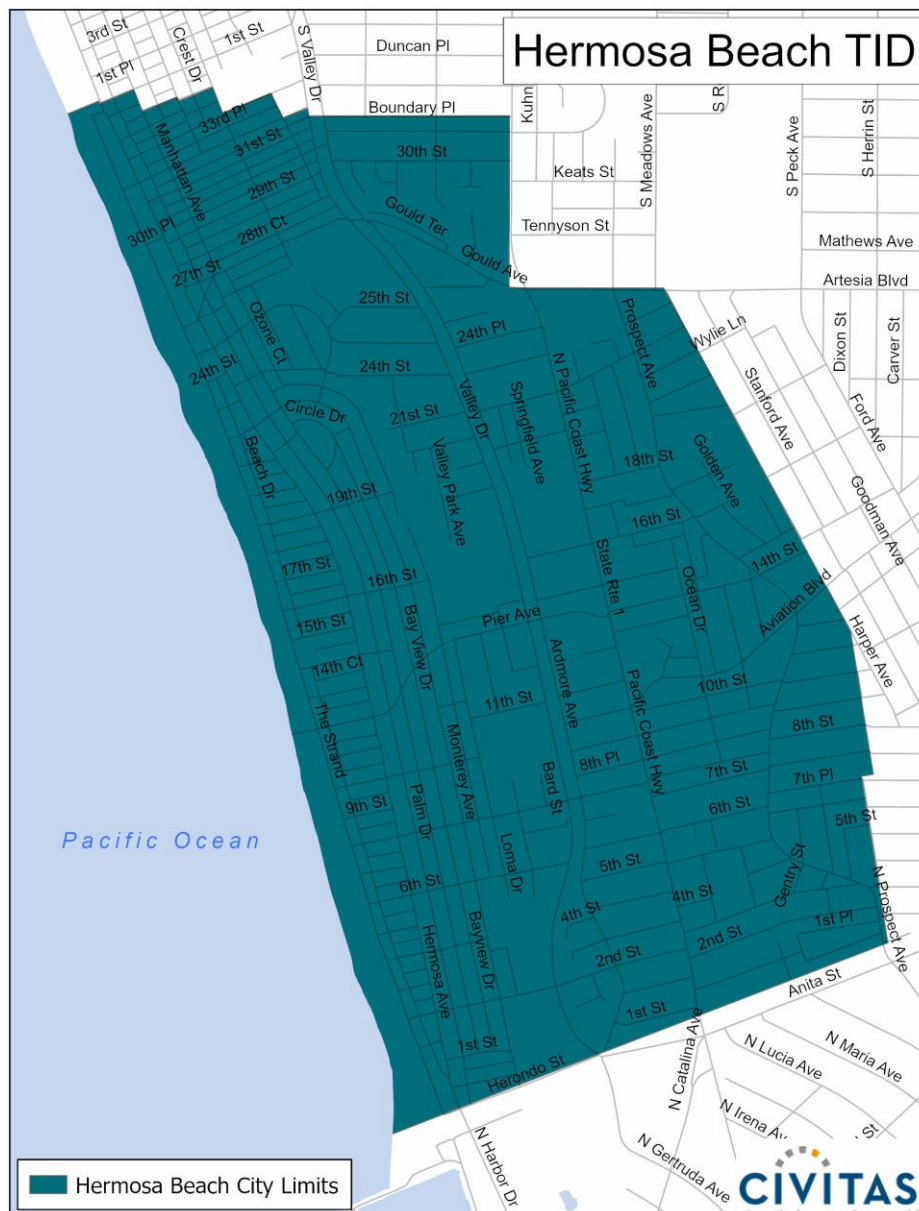 Hermosa Beach TID
3rd St
Crest Dr
1st St
S Valley Dr
Duncan Pl
1st Pl
Boundary Pl
Kuhn
S Meadows Ave
S R
S Peck Ave
S Herrin St
33rd Pl
Manhattan Ave
31st St
30th St
Keats St
29th St
Gould Ter
Tennyson St
30th Pl
28th Ct
Mathews Ave
27th St
Gould Ave
Artesia Blvd
25th St
Ozone Ct
24th Pl
Prospect Ave
Wylie Ln
Dixon St
Carver St
24th St
24th St
N Pacific Coast Hwy
Stanford Ave
Circle Dr
21st St
Valley Dr
Springfield Ave
Ford Ave
Beach Dr
Valley Park Ave
18th St
Golden Ave
19th St
Goodman Ave
16th St
17th St
16th St
State Rte 1
Ocean Dr
14th St
15th St
Bay View Dr
Pier Ave
Aviation Blvd
Harper Ave
14th Ct
Ardmore Ave
10th St
11th St
The Strand
Monterey Ave
Pacific Coast Hwy
8th St
8th Pl
7th St
7th Pl
9th St
Palm Dr
Bard St
6th St
5th St
Pacific Ocean
Loma Dr
5th St
Gentry St
6th St
4th St
4th St
N Prospect Ave
Hermosa Ave
Bayview Dr
2nd St
2nd St
1st Pl
Anita St
1st St
1st St
Herondo St
N Catalina Ave
N Lucia Ave
N Maria Ave
N Irena Av
St
N Harbor Dr
N Gertruda Ave
Hermosa Beach City Limits
CIVITAS